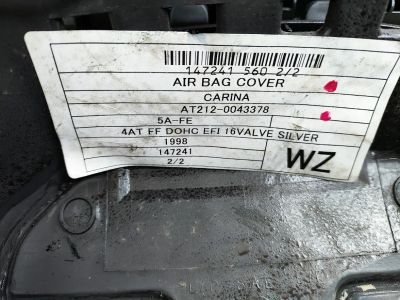 147241 560 2/2
AIR BAG COVER
CARINA
AT212-0043378
5A-FE
4AT EF DOHC EFI 16VALVE SILVER
1998
147241
2/2
WZ